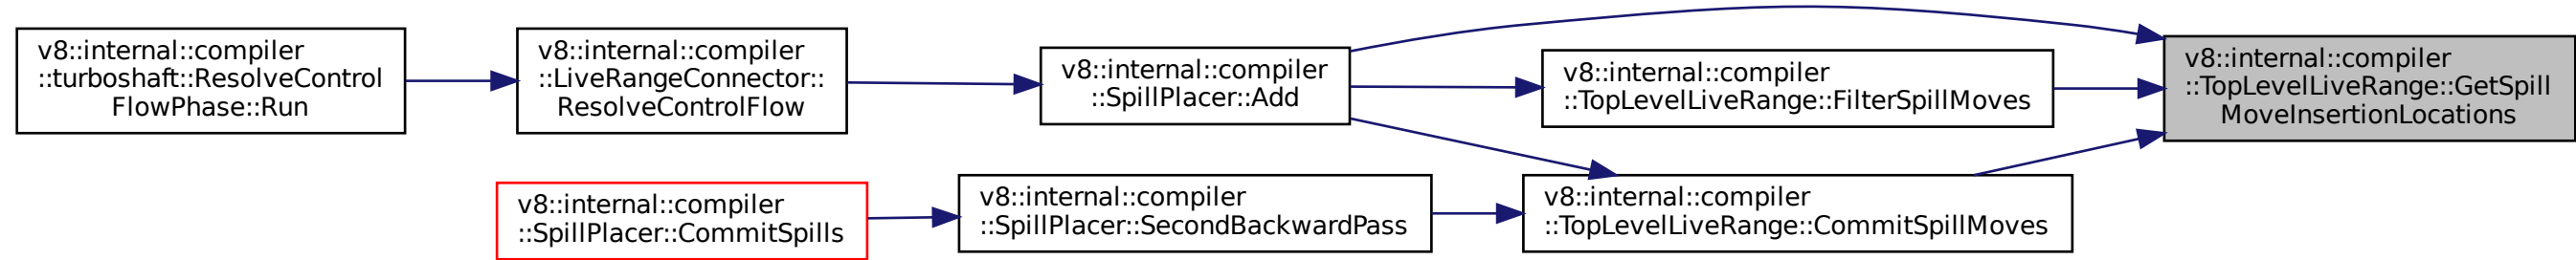 v8::internal::compiler
::turboshaft::ResolveControl
FlowPhase::Run
v8::internal::compiler
::LiveRangeConnector::
ResolveControlFlow
v8::internal::compiler
::SpillPlacer::Add
v8::internal::compiler
::TopLevelLiveRange::FilterSpillMoves
v8::internal::compiler
::TopLevelLiveRange::GetSpill
MoveInsertionLocations
v8::internal::compiler
::SpillPlacer::CommitSpills
v8::internal::compiler
::SpillPlacer::SecondBackwardPass
v8::internal::compiler
::TopLevelLiveRange::CommitSpillMoves